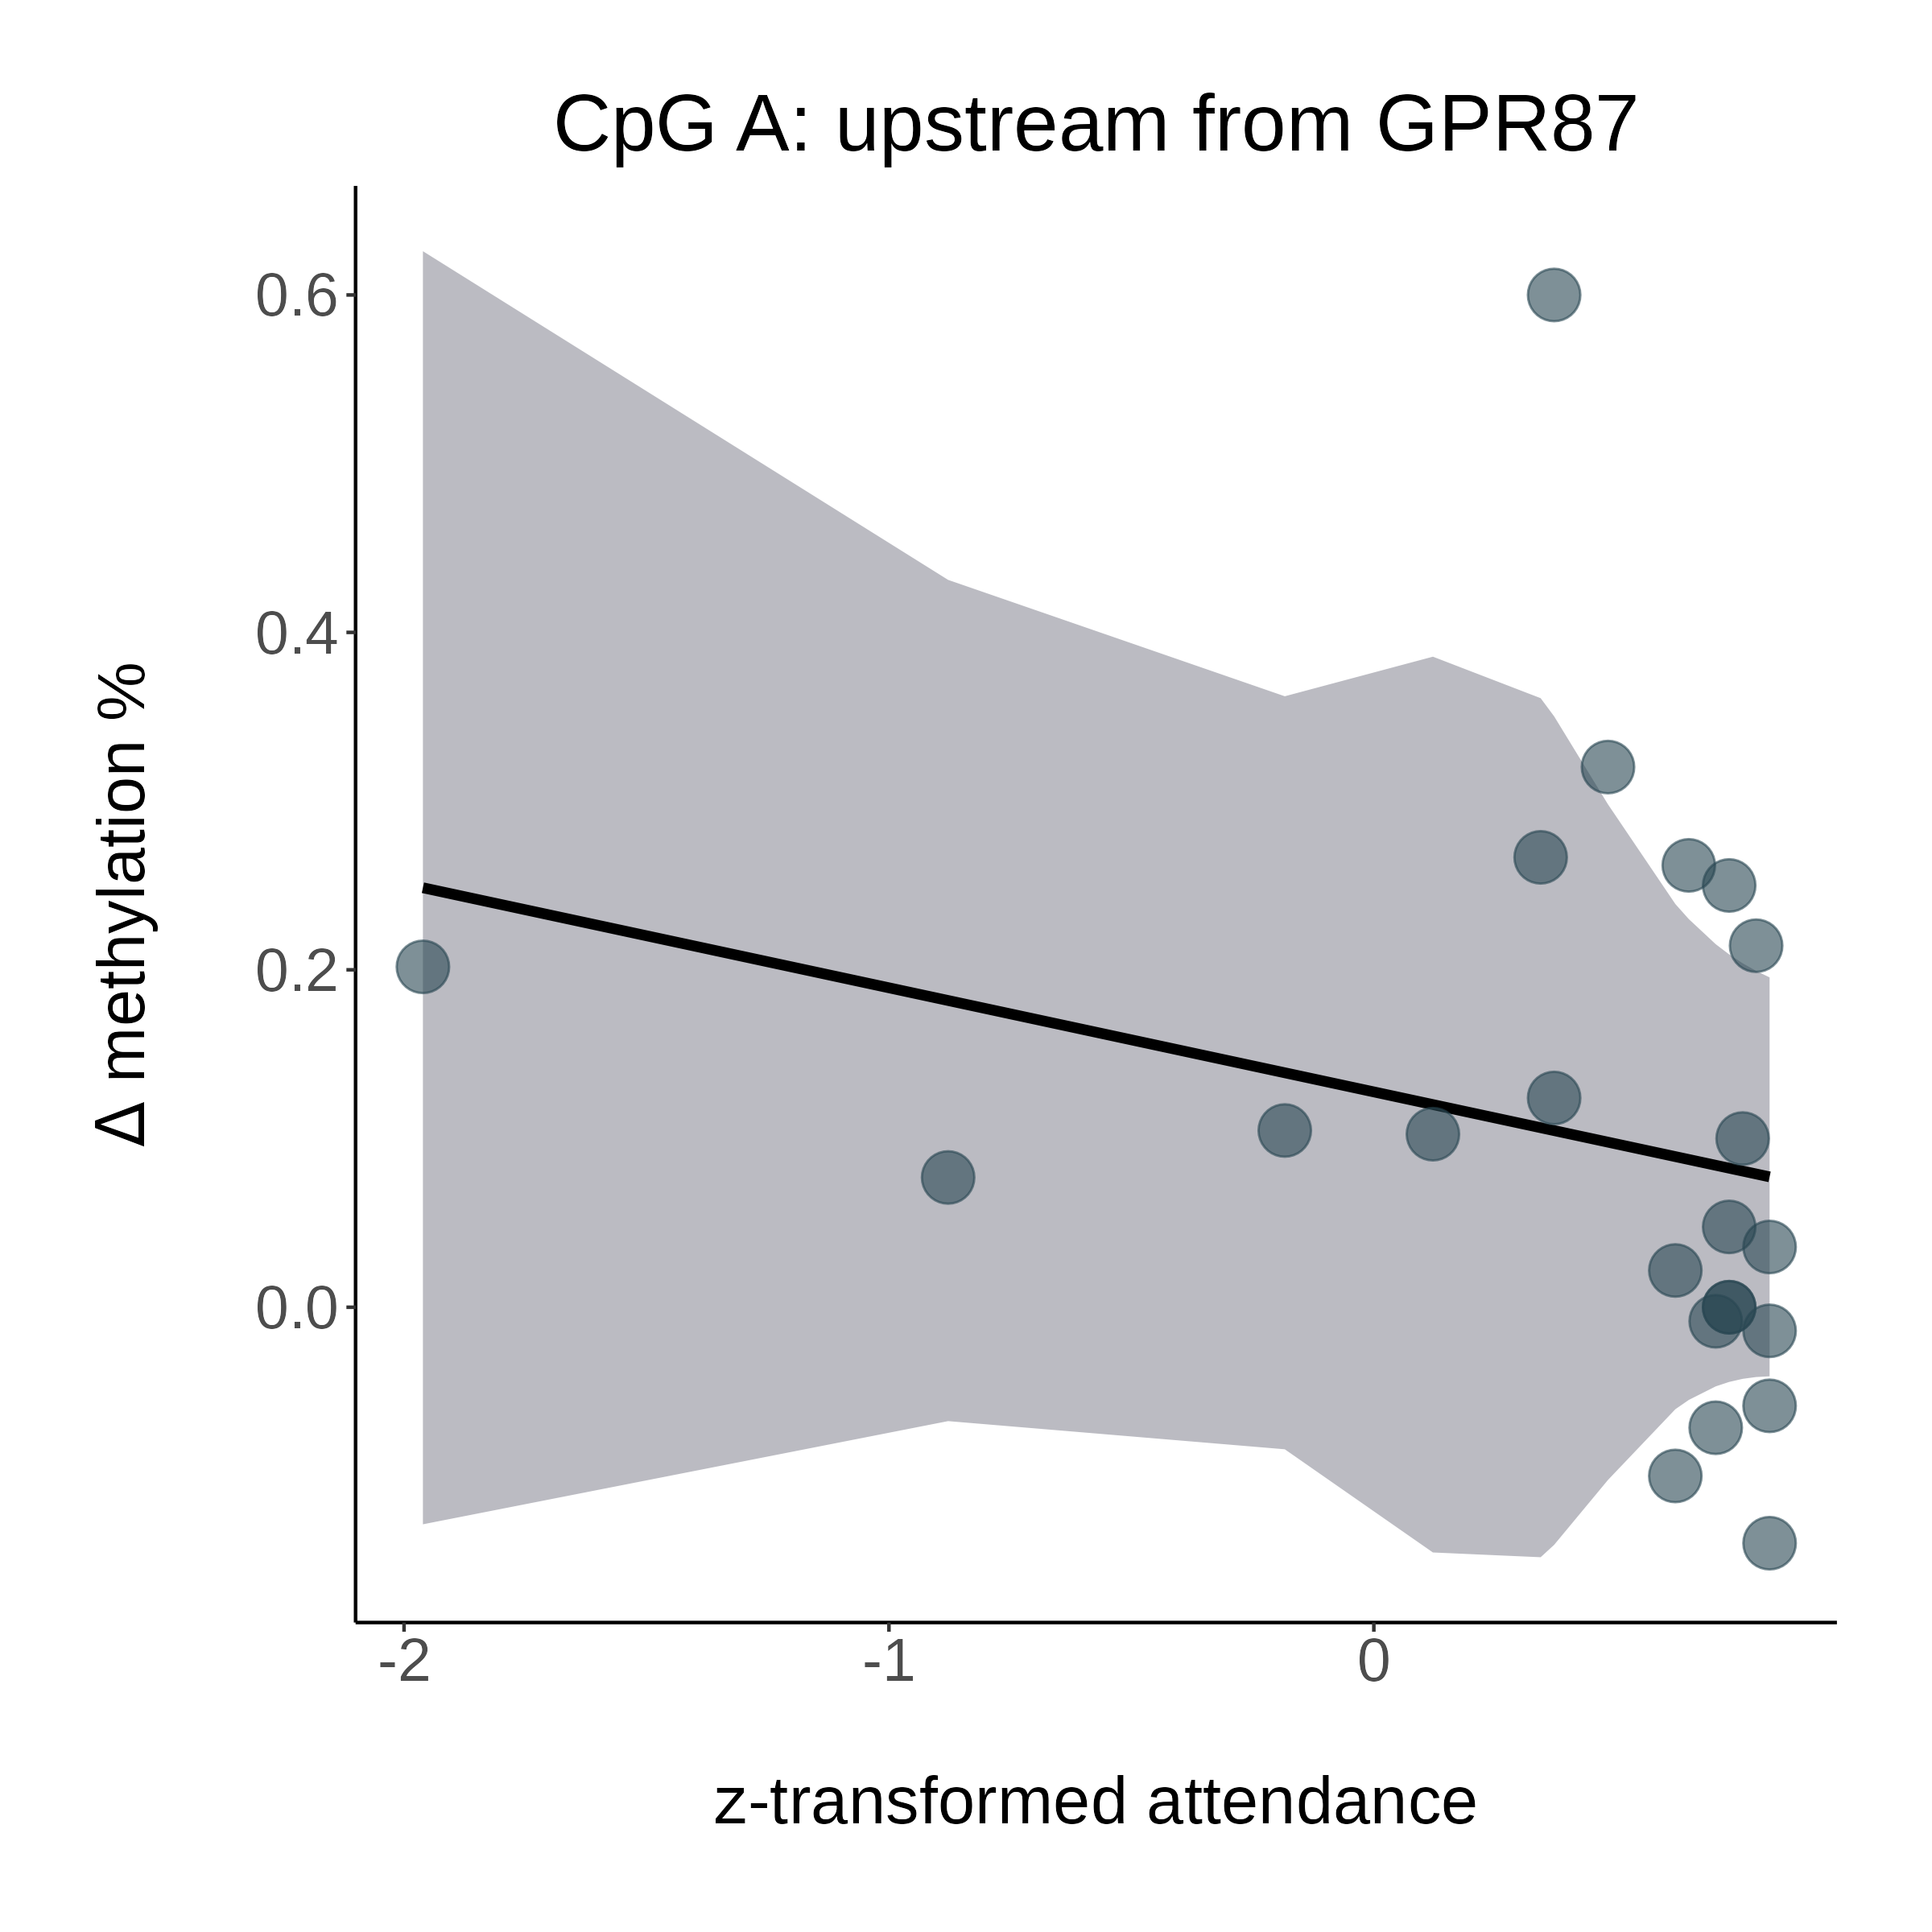 CpG A: upstream from GPR87
Δ methylation %
0.6
0.4
0.2
0.0
-2 -1 0
z-transformed attendance